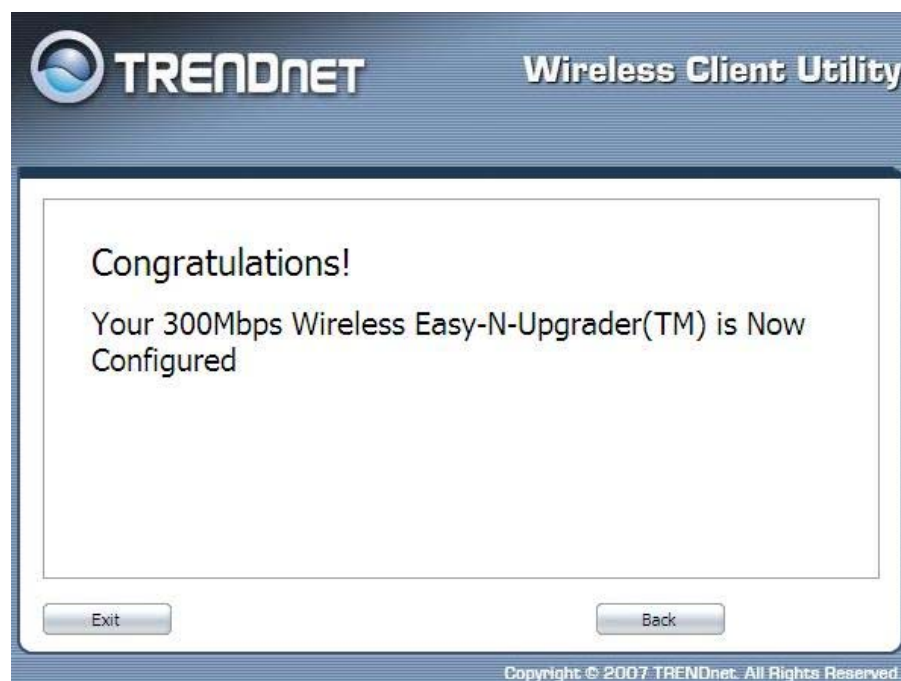 TRENDNET
Wireless Client Utility
Congratulations!
Your 300Mbps Wireless Easy-N-Upgrader(TM) is Now
Configured
Exit
Back
Copyright © 2007 TRENDnet. All Rights Reserved